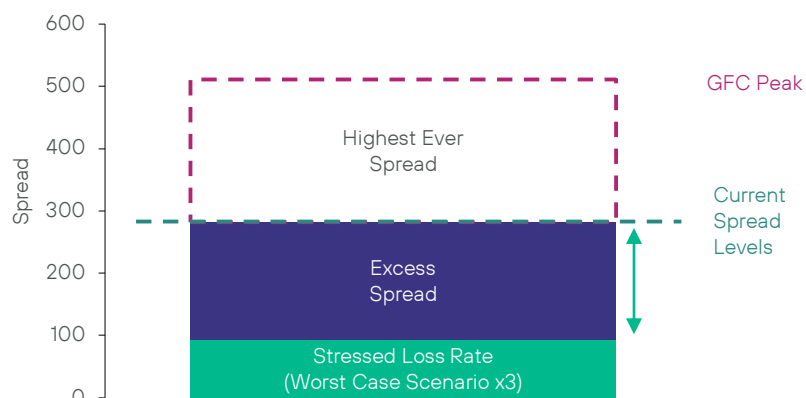 600
500
400
300
200
100
0
Spread
GFC Peak
Highest Ever
Spread
Current
Spread
Levels
Excess
Spread
Stressed Loss Rate
(Worst Case Scenario x3)